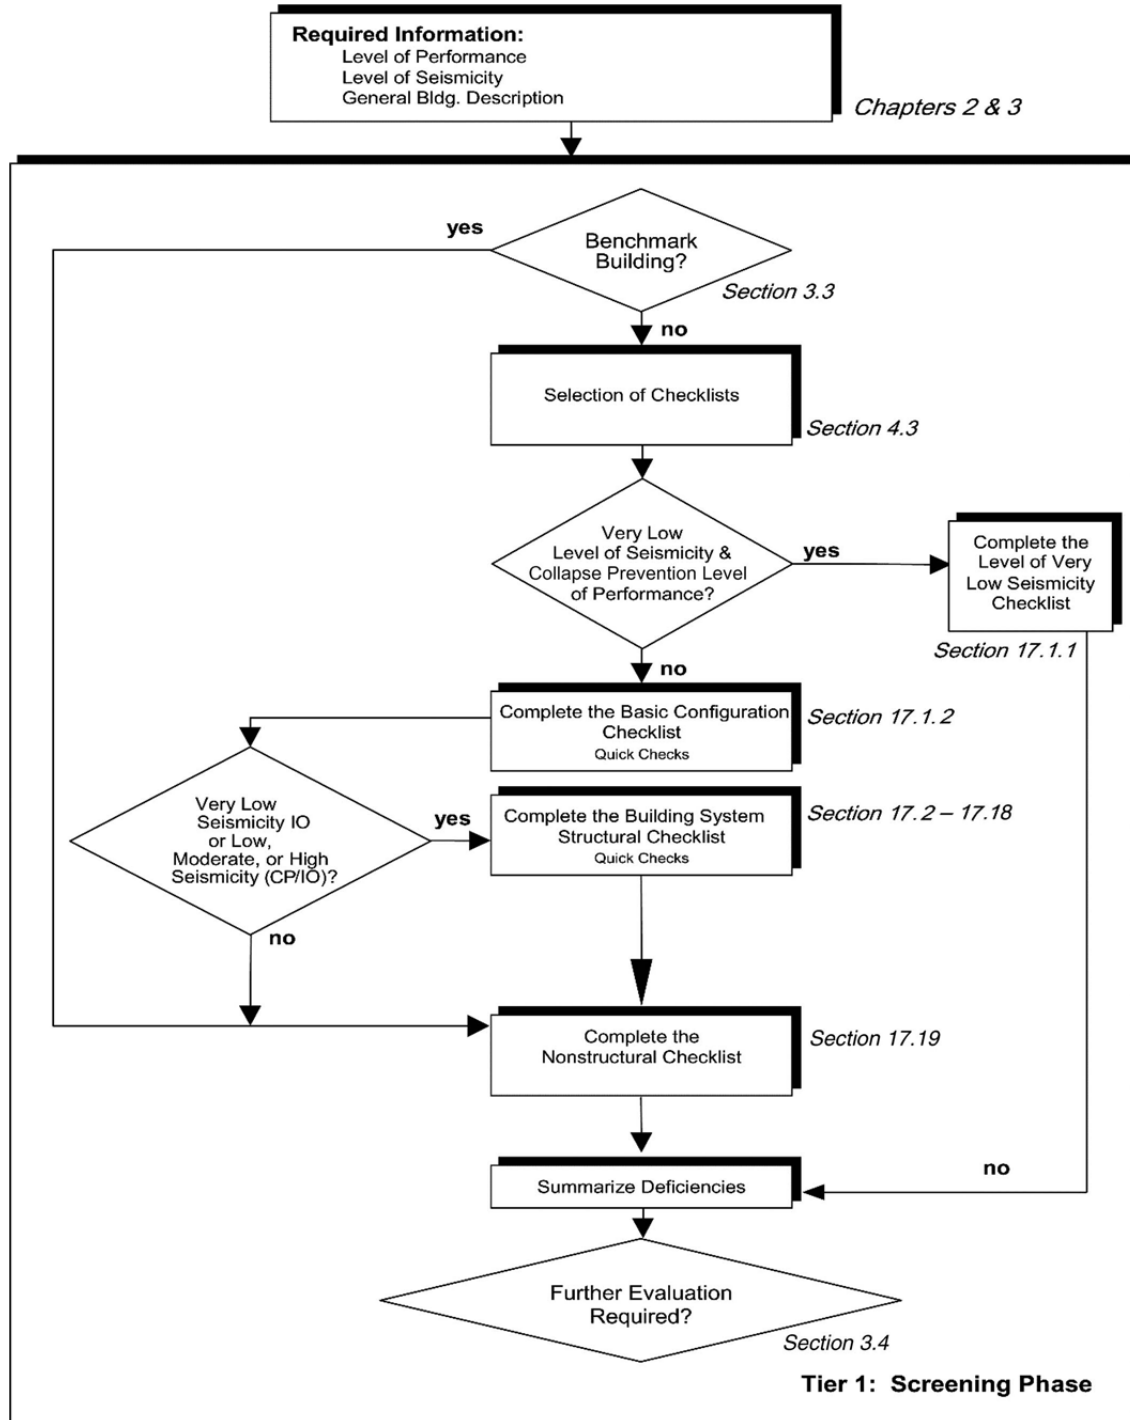 Required Information:
Level of Performance
Level of Seismicity
General Bldg. Description
Chapters 2 & 3
yes
Benchmark
Building?
Section 3.3
no
Selection of Checklists
Section 4.3
Very Low
Level of Seismicity &
Collapse Prevention Level
of Performance?
yes
Complete the
Level of Very
Low Seismicity
Checklist
Section 17.1.1
no
Complete the Basic Configuration
Checklist
Quick Checks
Section 17.1.2
Very Low
Seismicity IO
or Low,
Moderate, or High
Seismicity (CP/IO)?
yes
Complete the Building System
Structural Checklist
Quick Checks
Section 17.2 – 17.18
no
Complete the
Nonstructural Checklist
Section 17.19
no
Summarize Deficiencies
Further Evaluation
Required?
Section 3.4
Tier 1: Screening Phase